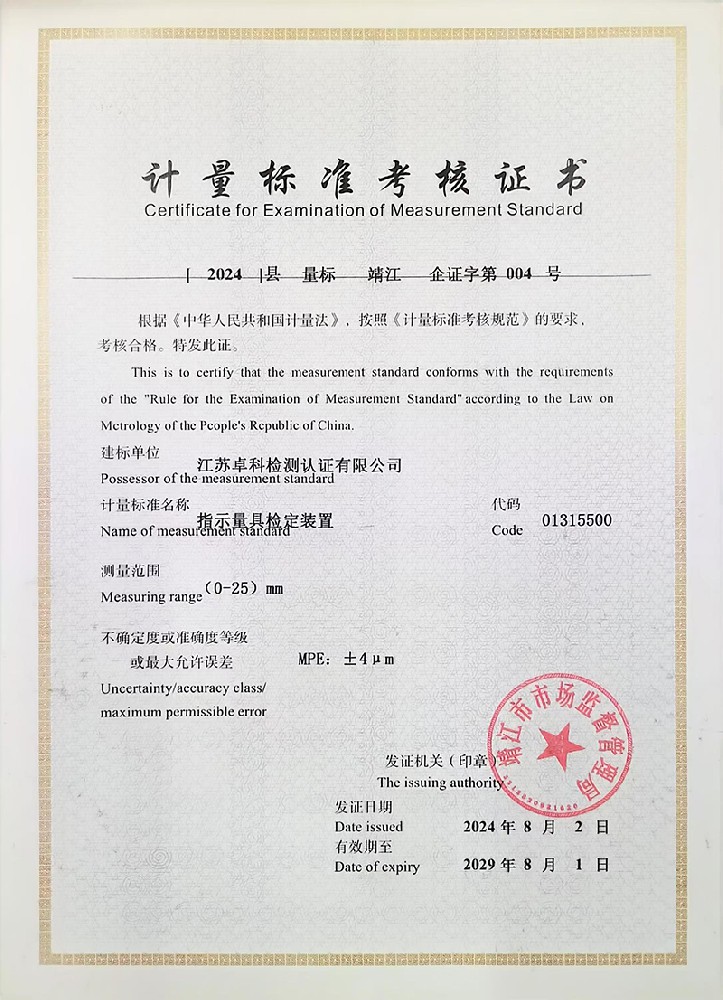 计量标准考核证书
Certificate for Examination of Measurement Standard
[ 2024 ]县 量标 靖江 企证字第 004 号
根据《中华人民共和国计量法》，按照《计量标准考核规范》的要求，
考核合格。特发此证。
This is to certify that the measurement standard conforms with the requirements
of the "Rule for the Examination of Measurement Standard" according to the Law on
Metrology of the People's Republic of China.
建标单位
江苏卓科检测认证有限公司
Possessor of the measurement standard
计量标准名称
指示量具检定装置
Name of measurement standard
代码
Code 01315500
测量范围
Measuring range (0-25) mm
不确定度或准确度等级
或最大允许误差 MPE: ±4μm
Uncertainty/accuracy class/
maximum permissible error
靖江市市场监督管理局
发证机关（印章）
The issuing authority
发证日期
Date issued 2024 年 8 月 2 日
有效期至
Date of expiry 2029 年 8 月 1 日